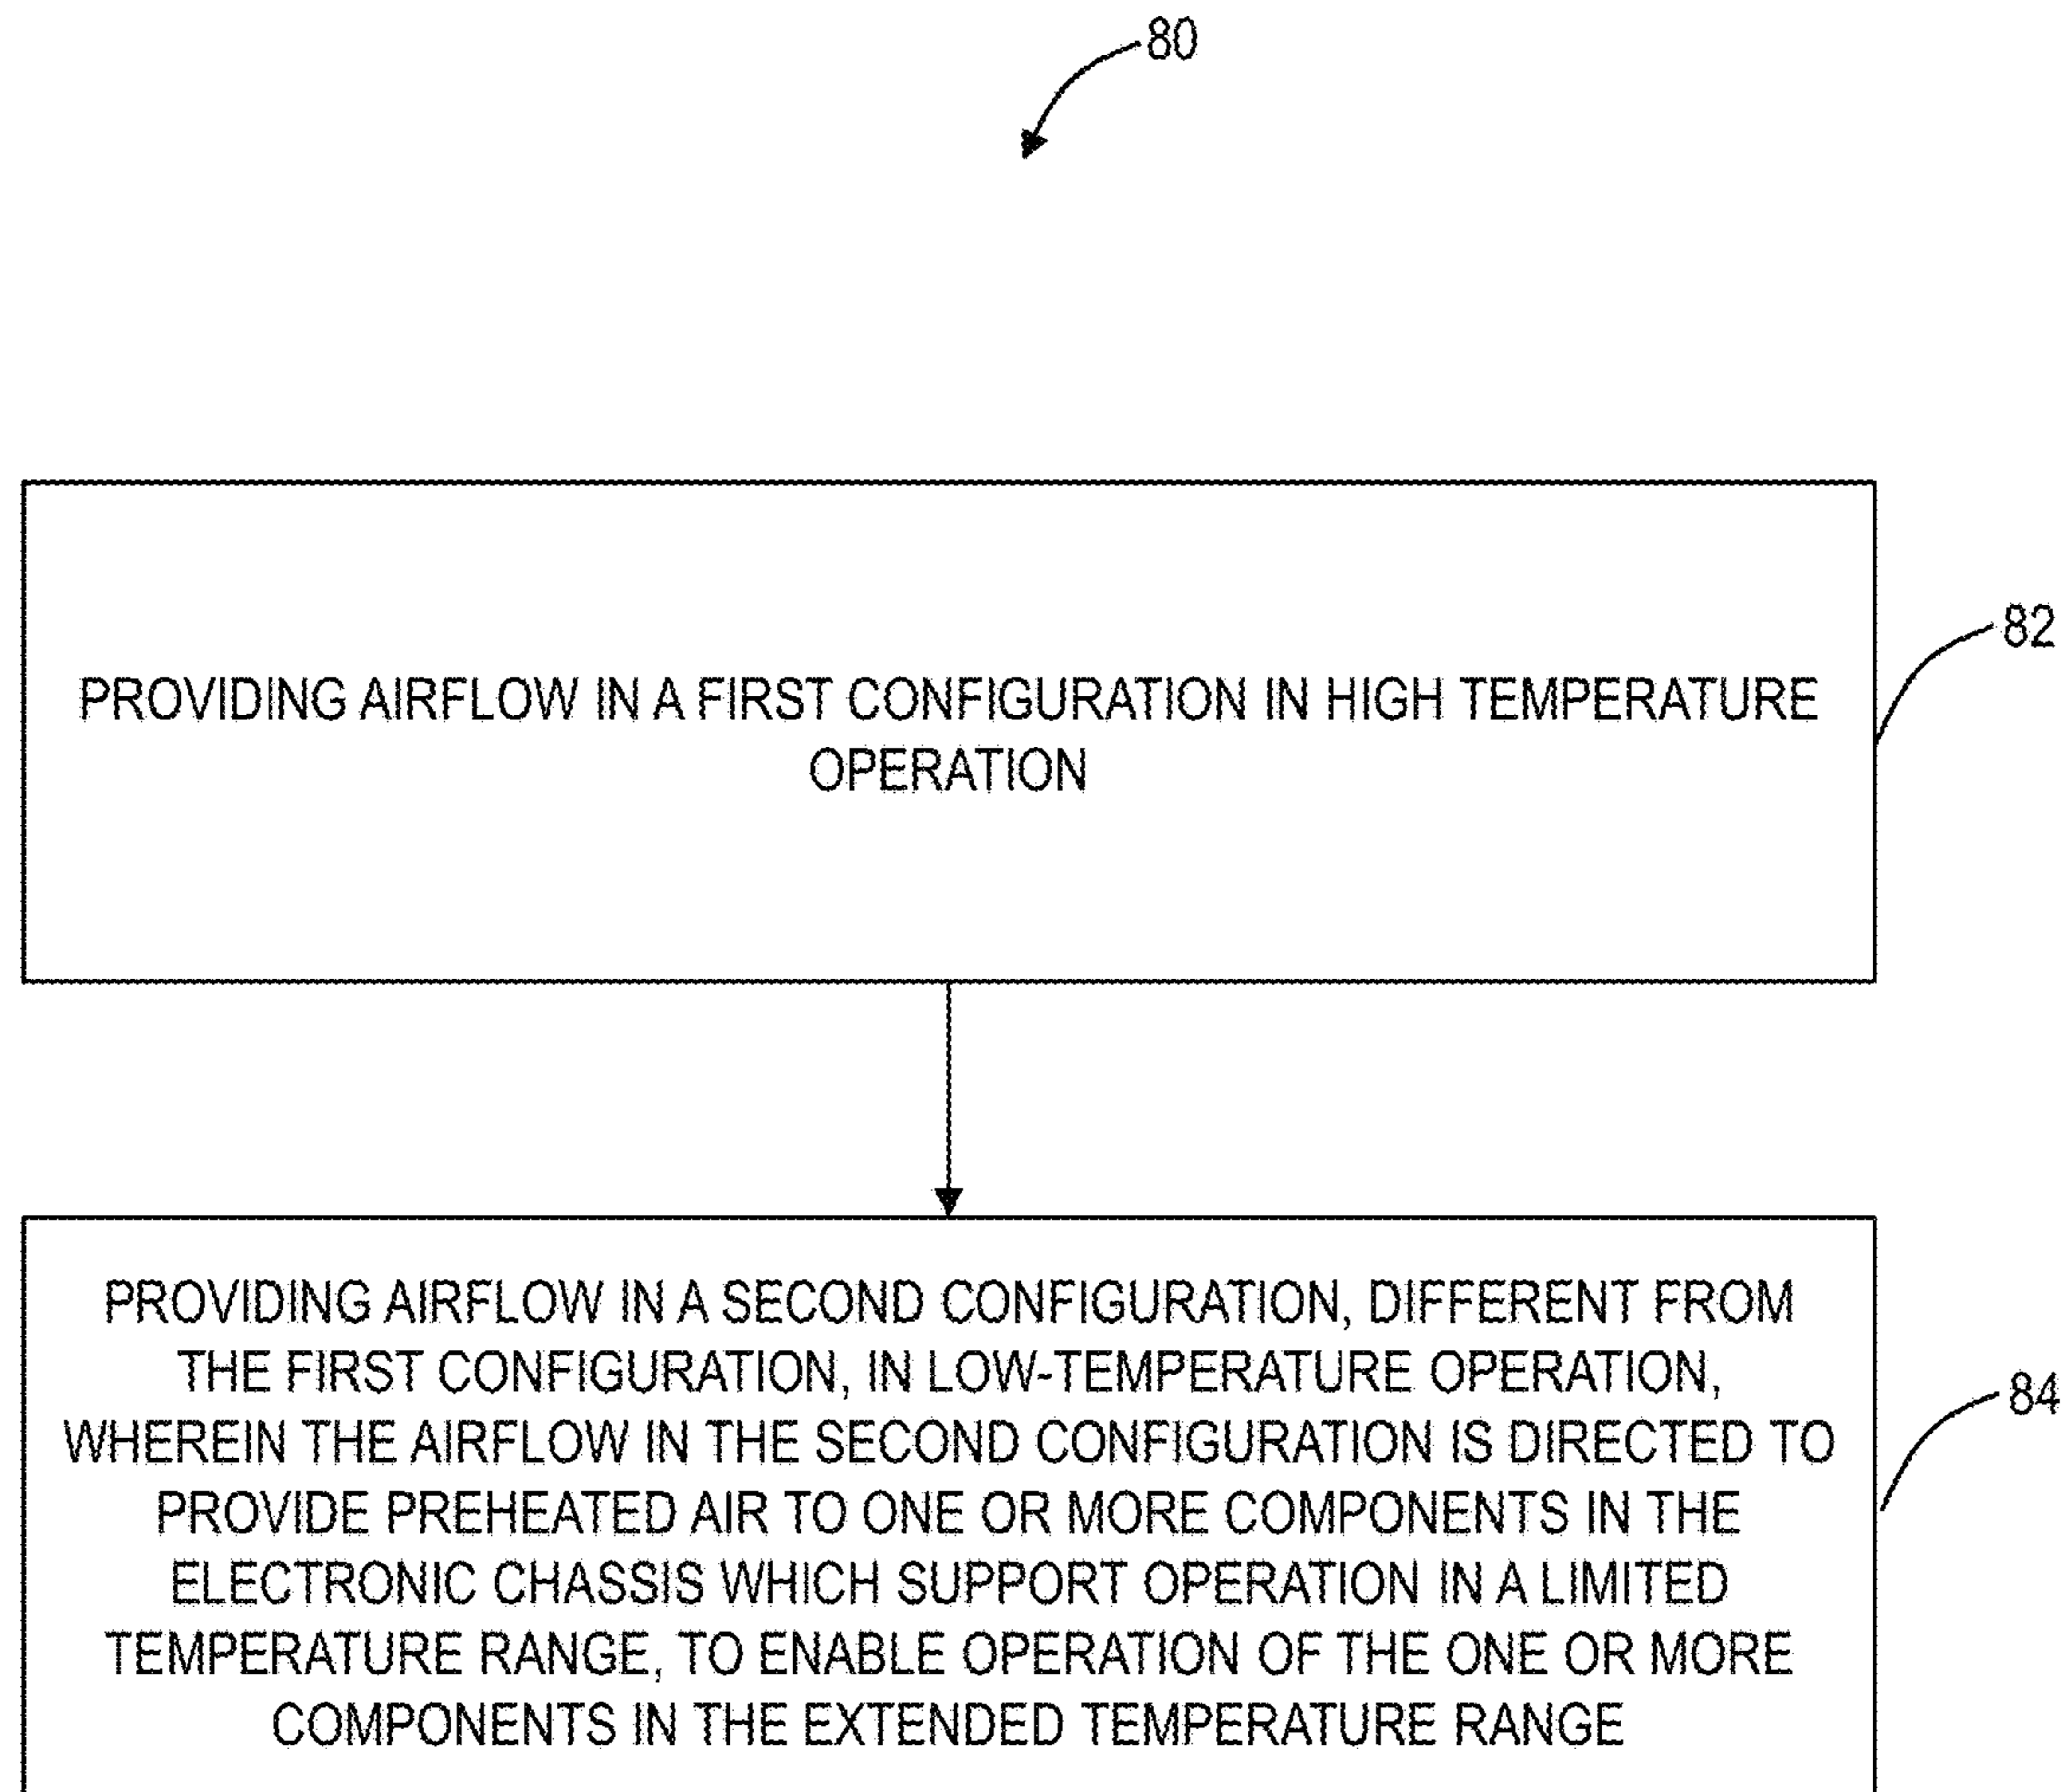 80
PROVIDING AIRFLOW IN A FIRST CONFIGURATION IN HIGH TEMPERATURE
OPERATION
82
PROVIDING AIRFLOW IN A SECOND CONFIGURATION, DIFFERENT FROM
THE FIRST CONFIGURATION, IN LOW-TEMPERATURE OPERATION,
WHEREIN THE AIRFLOW IN THE SECOND CONFIGURATION IS DIRECTED TO
PROVIDE PREHEATED AIR TO ONE OR MORE COMPONENTS IN THE
ELECTRONIC CHASSIS WHICH SUPPORT OPERATION IN A LIMITED
TEMPERATURE RANGE, TO ENABLE OPERATION OF THE ONE OR MORE
COMPONENTS IN THE EXTENDED TEMPERATURE RANGE
84